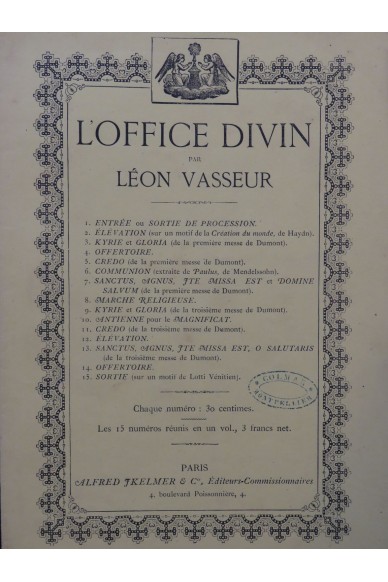 L'OFFICE DIVIN
PAR
LÉON VASSEUR
1. ENTRÉE ou SORTIE DE PROCESSION.
2. ÉLÉVATION (sur un motif de la Création du monde, de Haydn).
3. KYRIE et GLORIA (de la première messe de Dumont).
4. OFFERTOIRE.
5. CREDO (de la première messe de Dumont).
6. COMMUNION (extraite de Paulus, de Mendelssohn).
7. SANCTUS, AGNUS, ITE MISSA EST et DOMINE
SALVUM (de la première messe de Dumont).
8. MARCHE RELIGIEUSE.
9. KYRIE et GLORIA (de la troisième messe de Dumont).
10. ANTIENNE pour le MAGNIFICAT.
11. CREDO (de la troisième messe de Dumont).
12. ÉLÉVATION.
13. SANCTUS, AGNUS, ITE MISSA EST, O SALUTARIS
(de la troisième messe de Dumont).
14. OFFERTOIRE.
15. SORTIE (sur un motif de Lotti Vénitien).
MONTPELLIER
Chaque numéro : 30 centimes.
Les 15 numéros réunis en un vol., 3 francs net.
PARIS
ALFRED IKELMER & Cie, Éditeurs-Commissionnaires
4, boulevard Poissonnière, 4.